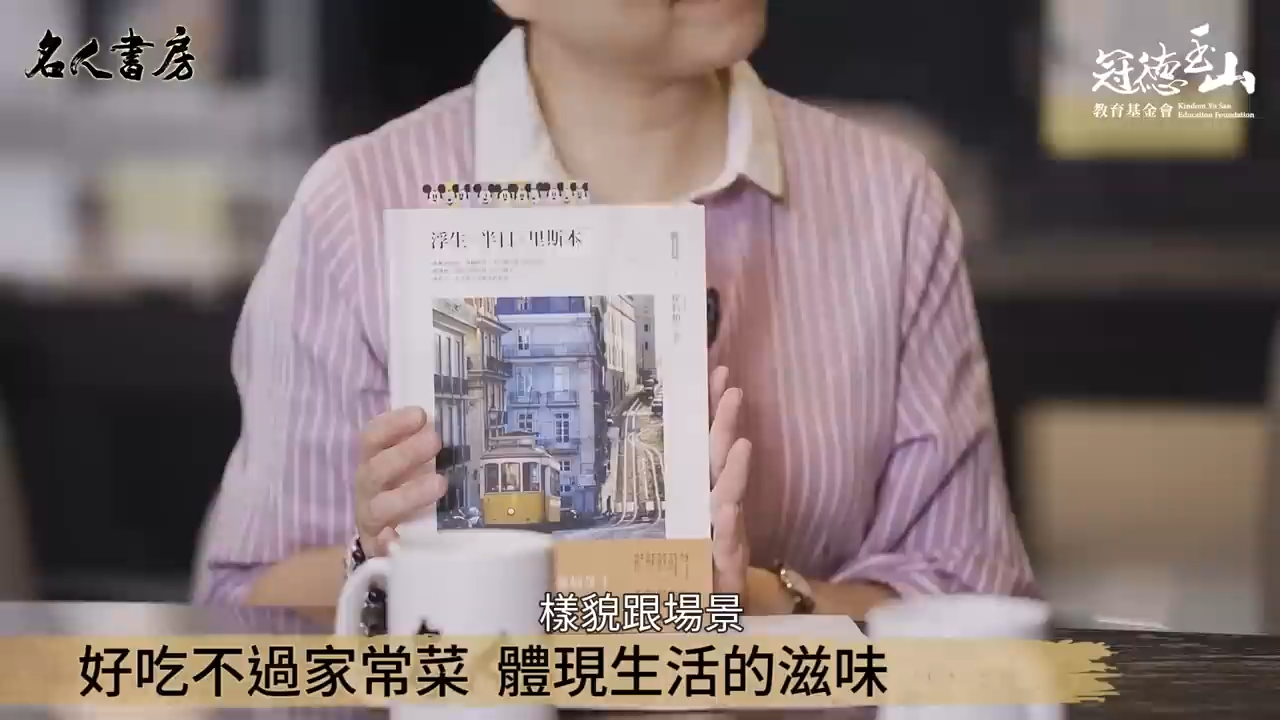 名人書房
冠德玉山
教育基金會
Kindom Yu San
Education Foundation
浮生 半日 里斯本
樣貌跟場景
好吃不過家常菜 體現生活的滋味